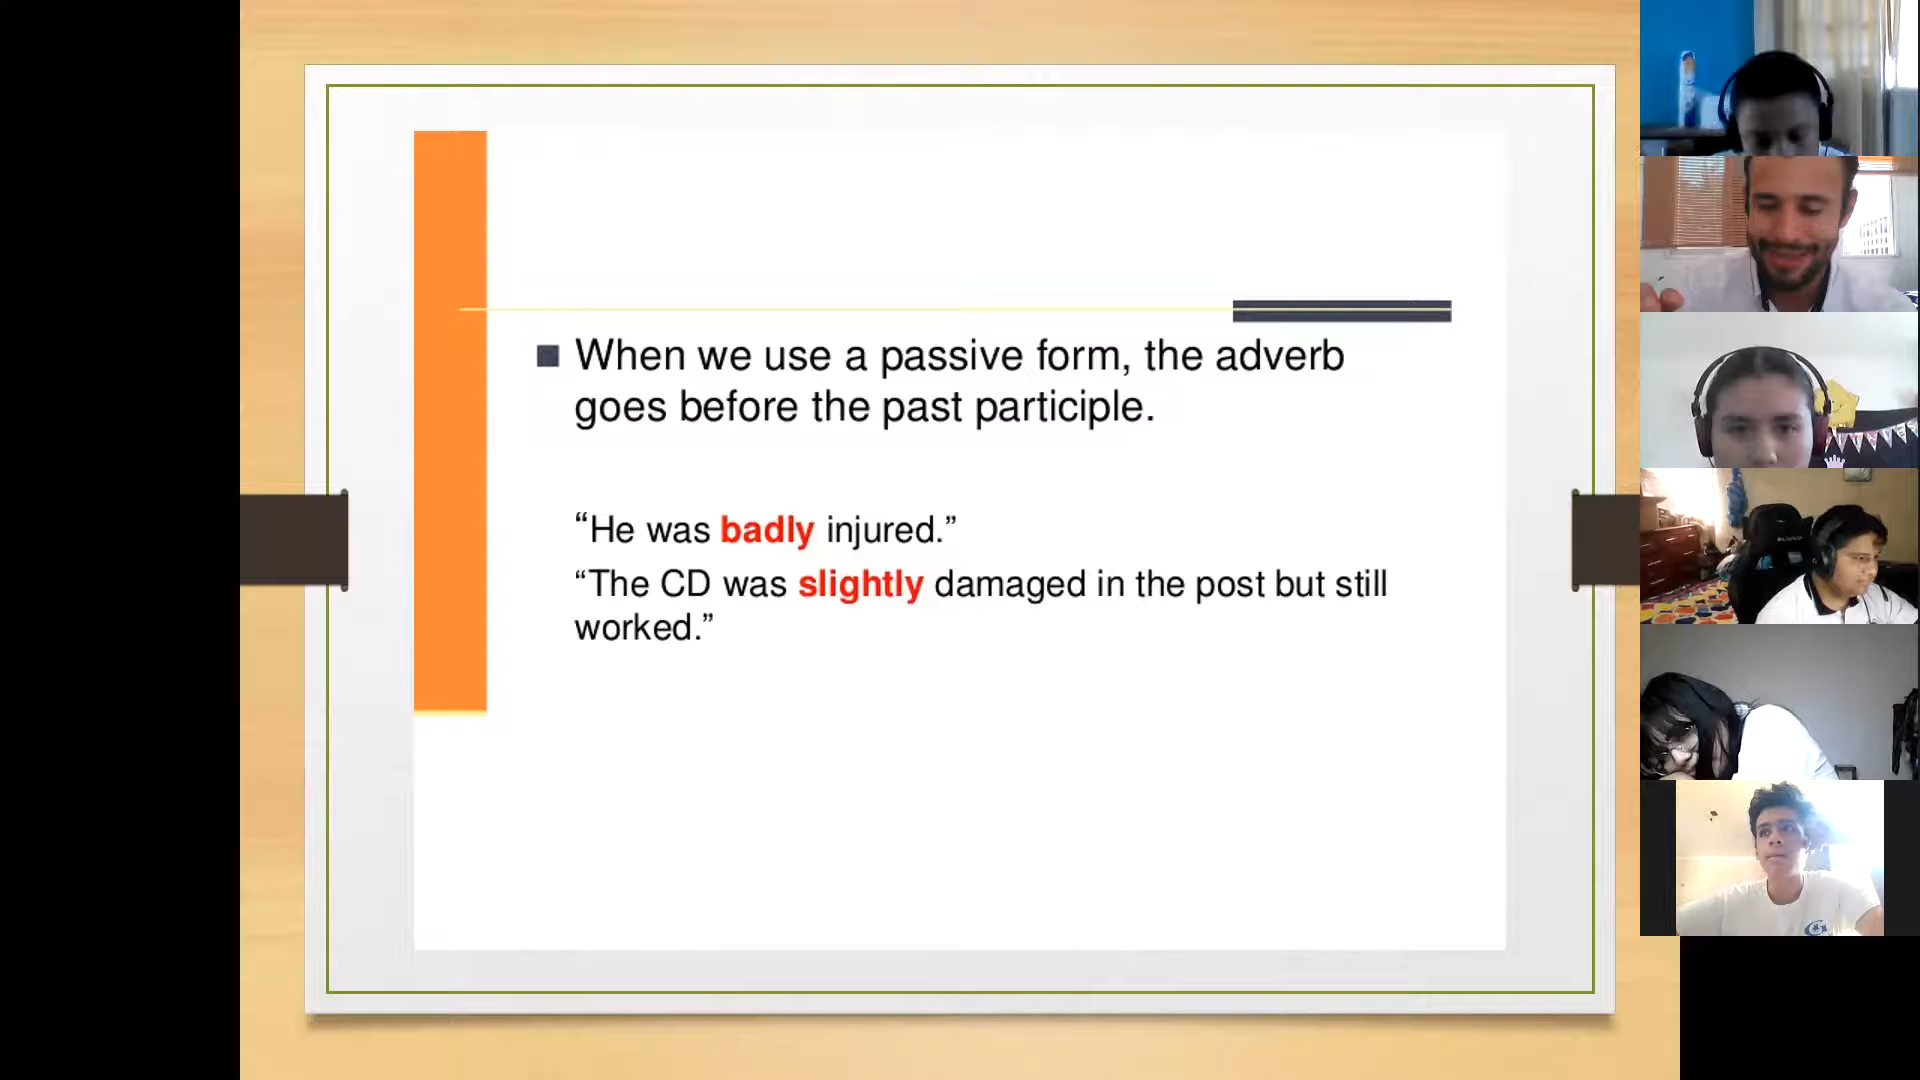 When we use a passive form, the adverb
goes before the past participle.
“He was badly injured.”
“The CD was slightly damaged in the post but still
worked.”